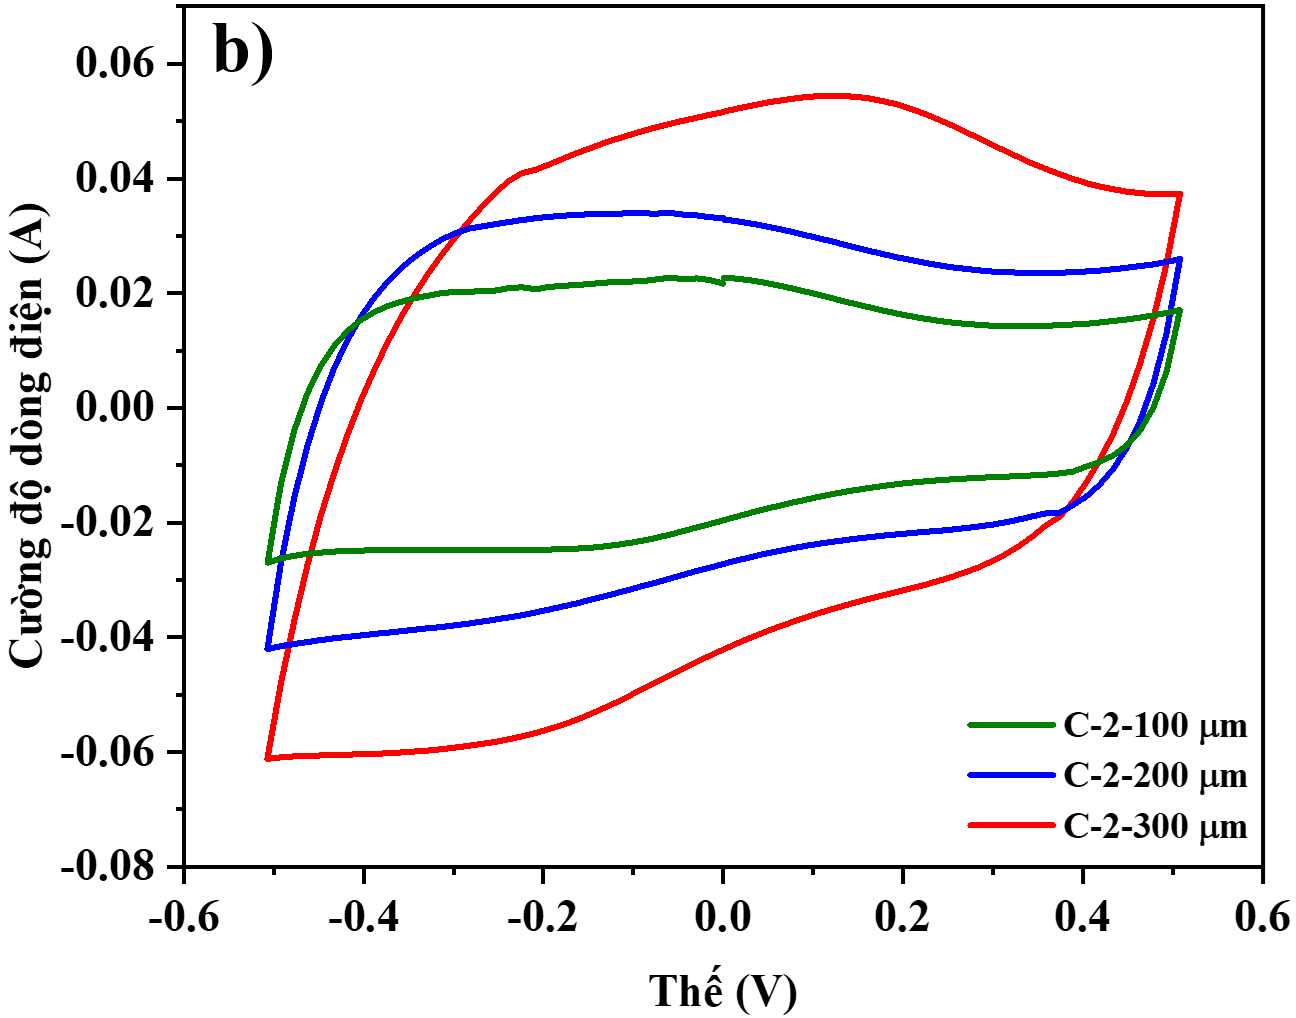 b)
0.06
0.04
0.02
0.00
-0.02
-0.04
-0.06
-0.08
Cường độ dòng diện (A)
C-2-100 μm
C-2-200 μm
C-2-300 μm
-0.6 -0.4 -0.2 0.0 0.2 0.4 0.6
Thế (V)